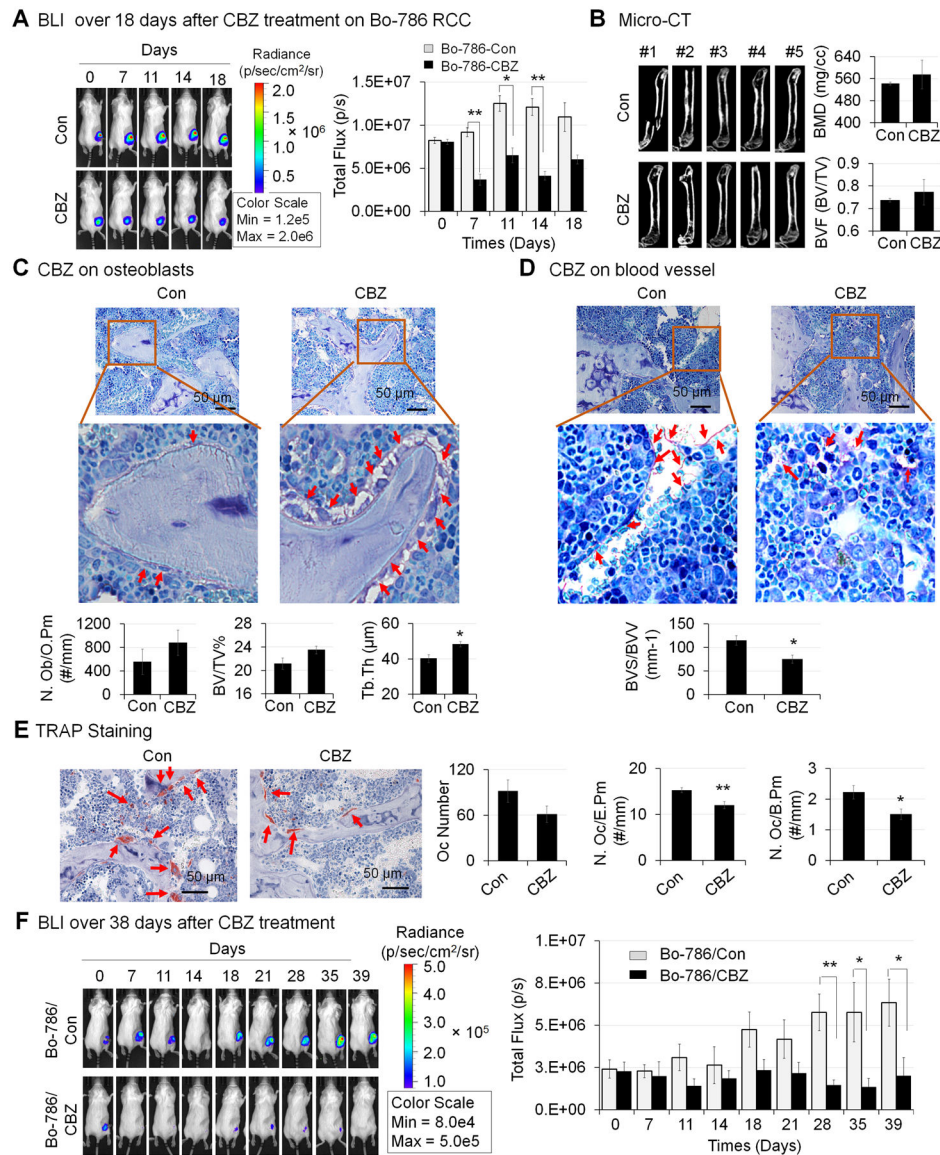 A BLI over 18 days after CBZ treatment on Bo-786 RCC
Days
0 7 11 14 18
Con
CBZ
Radiance
(p/sec/cm²/sr)
2.0
1.5
× 10⁶
1.0
0.5
0.2
Color Scale
Min = 1.2e5
Max = 2.0e6
Bo-786-Con
Bo-786-CBZ
Total Flux (p/s)
1.5E+07
1.0E+07
5.0E+06
0.0E+00
** * **
0 7 11 14 18
Times (Days)
B Micro-CT
#1 #2 #3 #4 #5
Con
CBZ
BMD (mg/cc)
640
560
480
400
Con CBZ
BVF (BV/TV)
0.9
0.8
0.7
0.6
Con CBZ
C CBZ on osteoblasts
Con CBZ
50 µm 50 µm
N. Ob/O.Pm
(#/mm)
1200
800
400
0
Con CBZ
BV/TV%
28
24
20
16
Con CBZ
Tb.Th (µm)
60
40
20
*
Con CBZ
D CBZ on blood vessel
Con CBZ
50 µm 50 µm
BVS/BVV
(mm-1)
150
100
50
0
*
Con CBZ
E TRAP Staining
Con CBZ
50 µm 50 µm
Oc Number
120
90
60
30
0
Con CBZ
N. Oc/E.Pm
(#/mm)
20
15
10
5
0
**
Con CBZ
N. Oc/B.Pm
(#/mm)
3
2
1
0
*
Con CBZ
F BLI over 38 days after CBZ treatment
Days
0 7 11 14 18 21 28 35 39
Bo-786/
Con
Bo-786/
CBZ
Radiance
(p/sec/cm²/sr)
5.0
4.0
3.0
× 10⁵
2.0
1.0
Color Scale
Min = 8.0e4
Max = 5.0e5
Bo-786/Con
Bo-786/CBZ
Total Flux (p/s)
1.E+07
9.E+06
6.E+06
3.E+06
0.E+00
** * *
0 7 11 14 18 21 28 35 39
Times (Days)